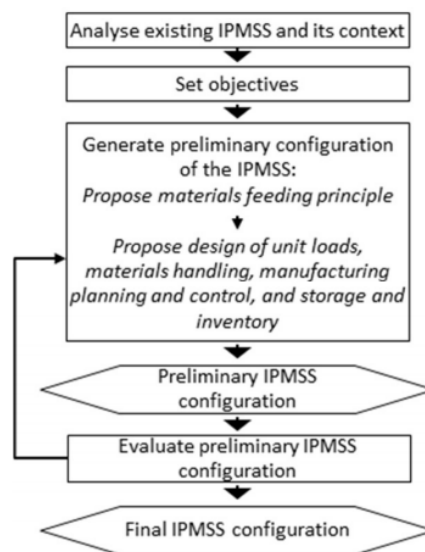 Analyse existing IPMSS and its context
Set objectives
Generate preliminary configuration
of the IPMSS:
Propose materials feeding principle
Propose design of unit loads,
materials handling, manufacturing
planning and control, and storage and
inventory
Preliminary IPMSS
configuration
Evaluate preliminary IPMSS
configuration
Final IPMSS configuration